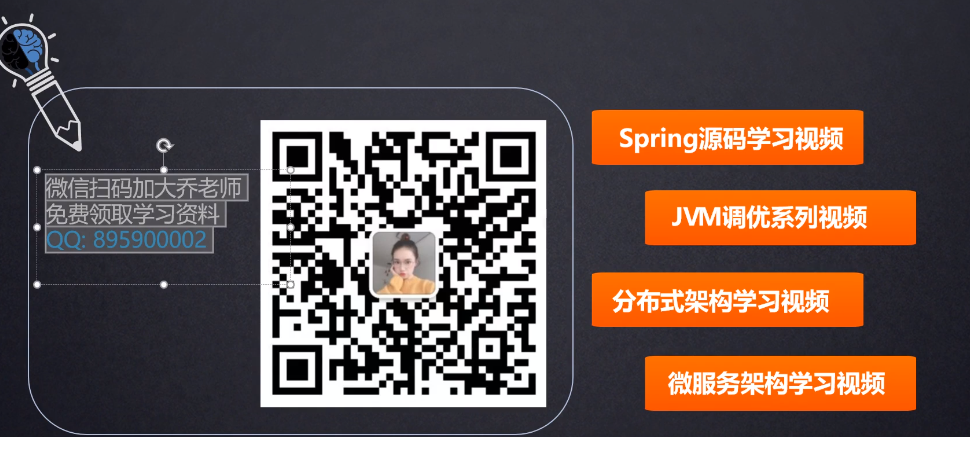 微信扫码加大乔老师
免费领取学习资料
QQ: 895900002
Spring源码学习视频
JVM调优系列视频
分布式架构学习视频
微服务架构学习视频